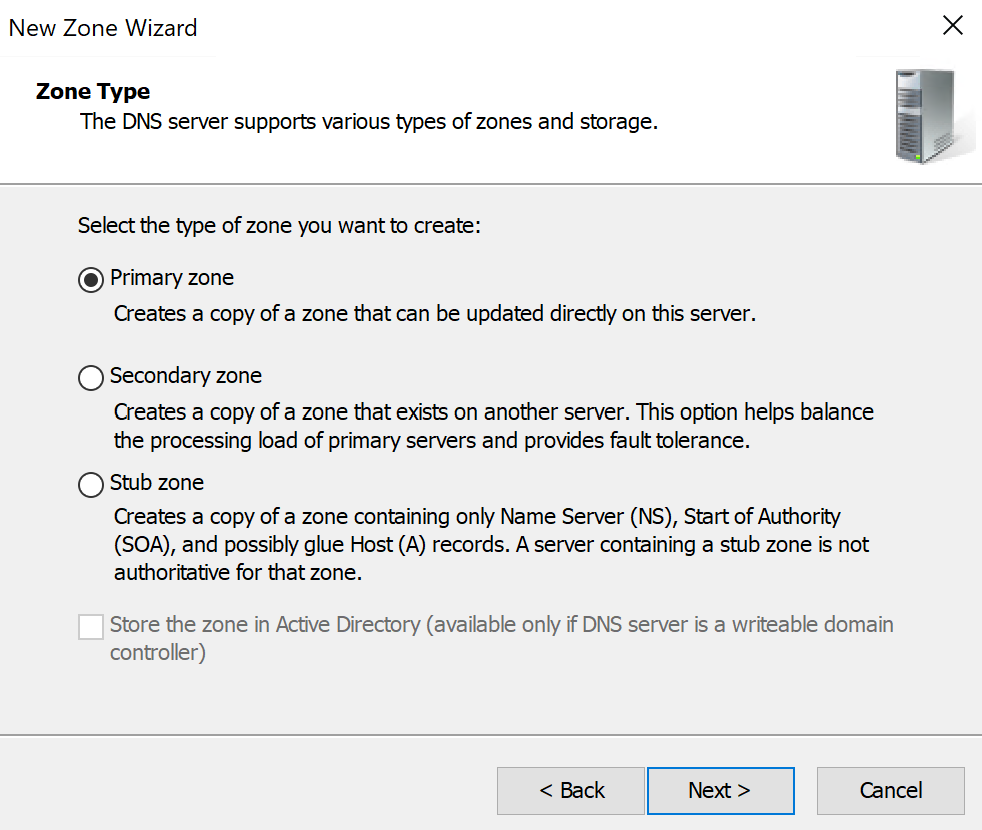 New Zone Wizard
Zone Type
The DNS server supports various types of zones and storage.
Select the type of zone you want to create:
Primary zone
Creates a copy of a zone that can be updated directly on this server.
Secondary zone
Creates a copy of a zone that exists on another server. This option helps balance
the processing load of primary servers and provides fault tolerance.
Stub zone
Creates a copy of a zone containing only Name Server (NS), Start of Authority
(SOA), and possibly glue Host (A) records. A server containing a stub zone is not
authoritative for that zone.
Store the zone in Active Directory (available only if DNS server is a writeable domain
controller)
< Back Next > Cancel